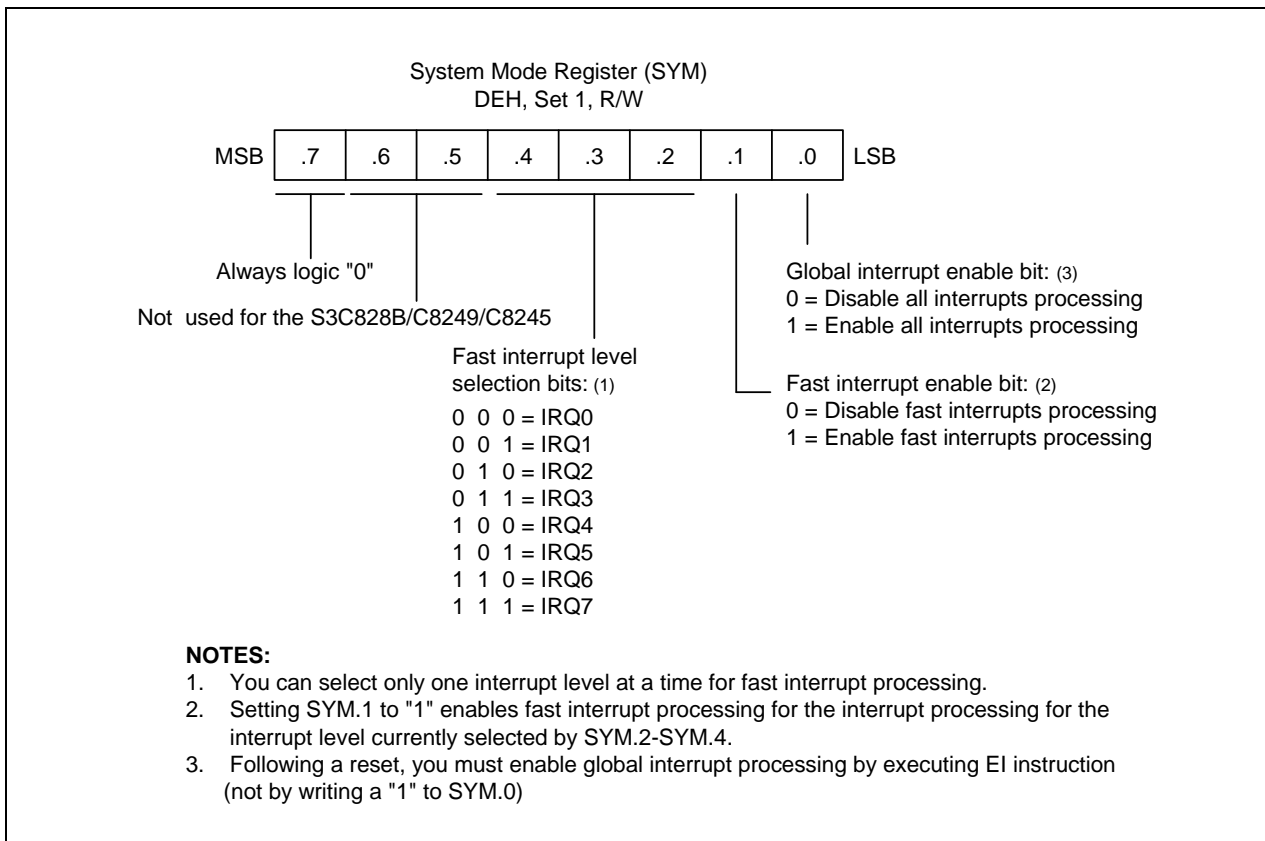 System Mode Register (SYM)
DEH, Set 1, R/W
MSB .7 .6 .5 .4 .3 .2 .1 .0 LSB
Always logic "0"
Not used for the S3C828B/C8249/C8245
Fast interrupt level
selection bits: (1)
0 0 0 = IRQ0
0 0 1 = IRQ1
0 1 0 = IRQ2
0 1 1 = IRQ3
1 0 0 = IRQ4
1 0 1 = IRQ5
1 1 0 = IRQ6
1 1 1 = IRQ7
Global interrupt enable bit: (3)
0 = Disable all interrupts processing
1 = Enable all interrupts processing
Fast interrupt enable bit: (2)
0 = Disable fast interrupts processing
1 = Enable fast interrupts processing
NOTES:
1. You can select only one interrupt level at a time for fast interrupt processing.
2. Setting SYM.1 to "1" enables fast interrupt processing for the interrupt processing for the
interrupt level currently selected by SYM.2-SYM.4.
3. Following a reset, you must enable global interrupt processing by executing EI instruction
(not by writing a "1" to SYM.0)